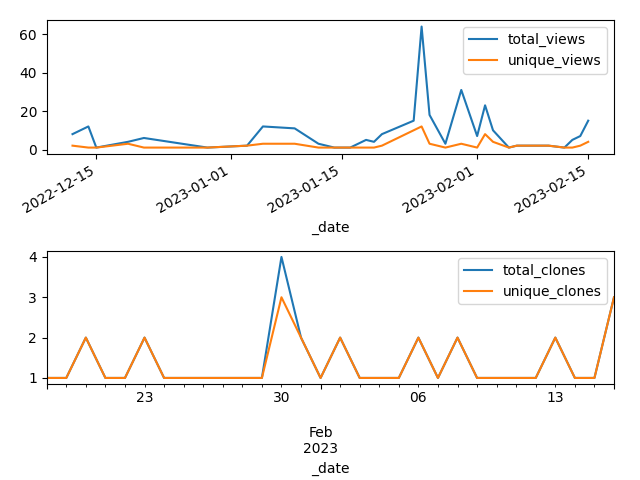 60
40
20
0
total_views
unique_views
2022-12-15
2023-01-01
2023-01-15
2023-02-01
2023-02-15
_date
4
3
2
1
total_clones
unique_clones
23
30
06
13
Feb
2023
_date